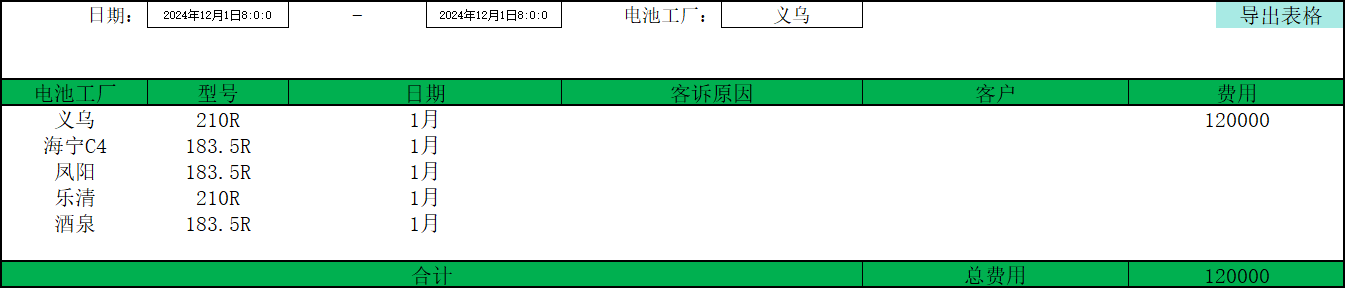 日期： 2024年12月1日8:0:0 - 2024年12月1日8:0:0 电池工厂： 义乌 导出表格
电池工厂 型号 日期 客诉原因 客户 费用
义乌 210R 1月 120000
海宁C4 183.5R 1月
凤阳 183.5R 1月
乐清 210R 1月
酒泉 183.5R 1月
合计 总费用 120000